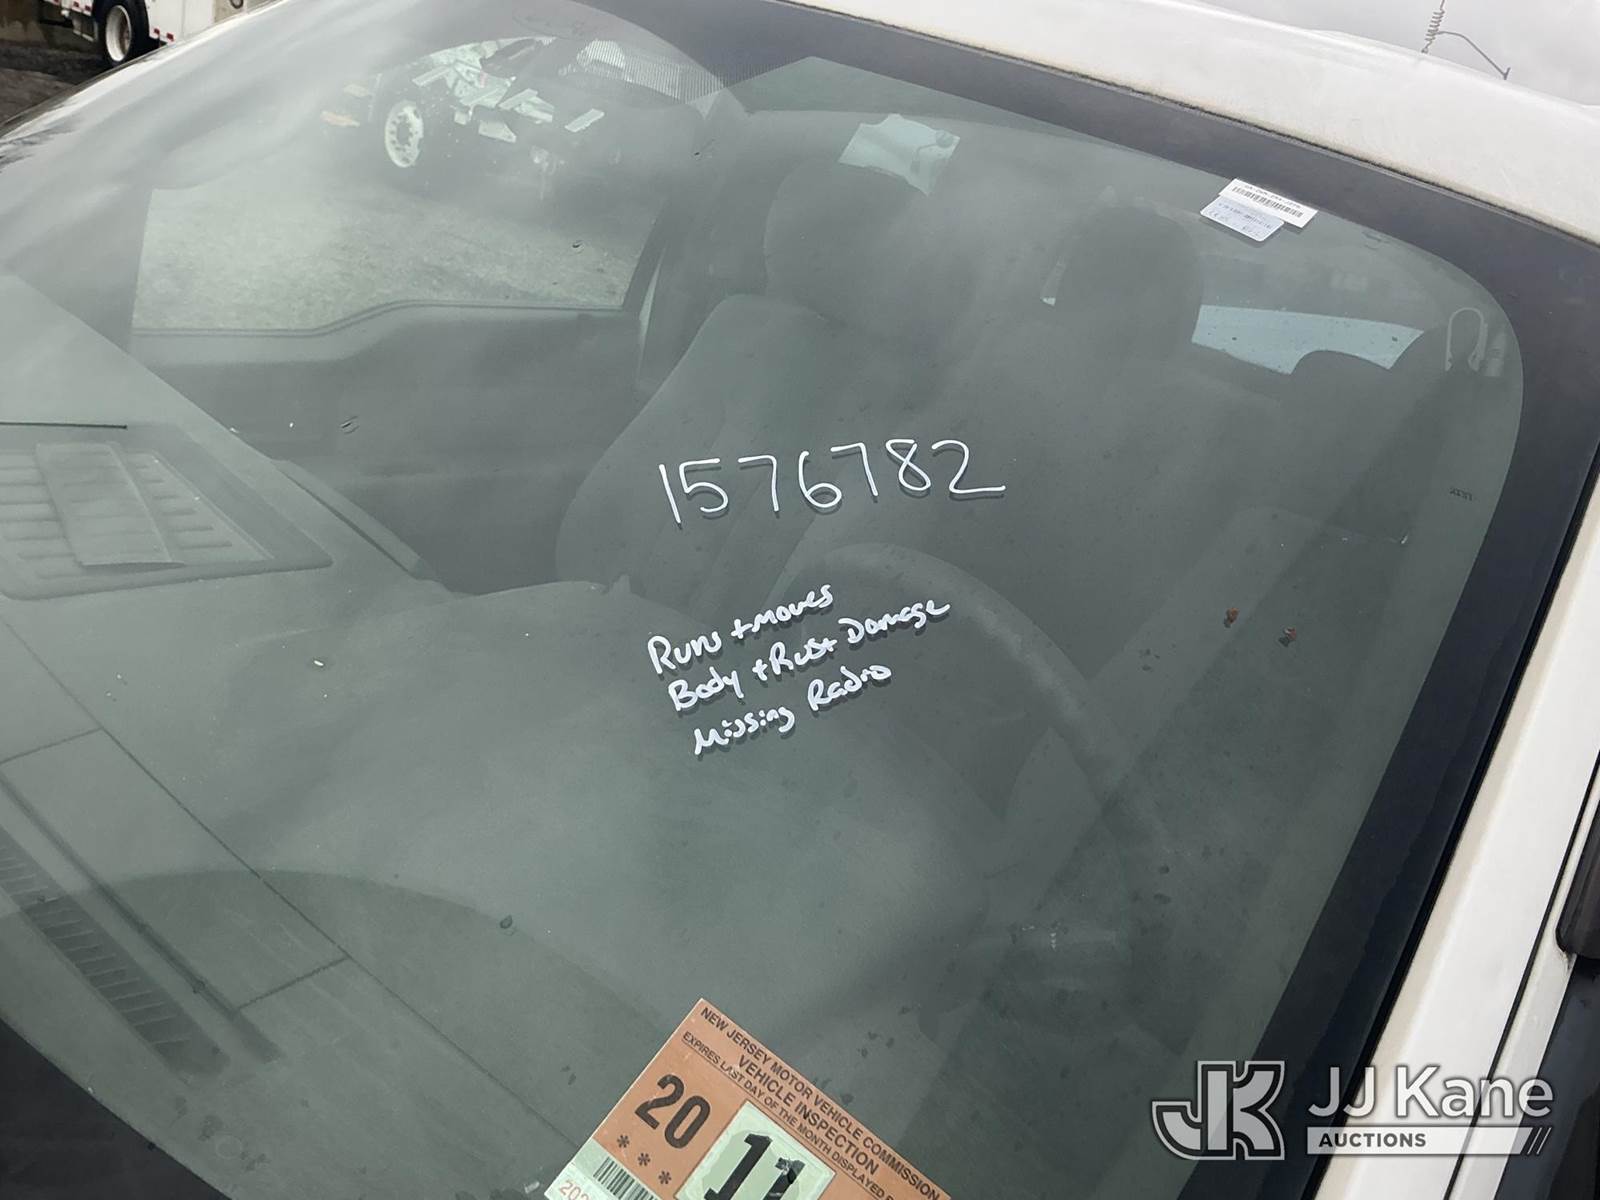 1576782
Runs + moves
Body + Rust Damage
Missing Radio
NEW JERSEY MOTOR VEHICLE COMMISSION
VEHICLE INSPECTION
EXPIRES LAST DAY OF THE MONTH DISPLAYED
20
11
JJ Kane
AUCTIONS